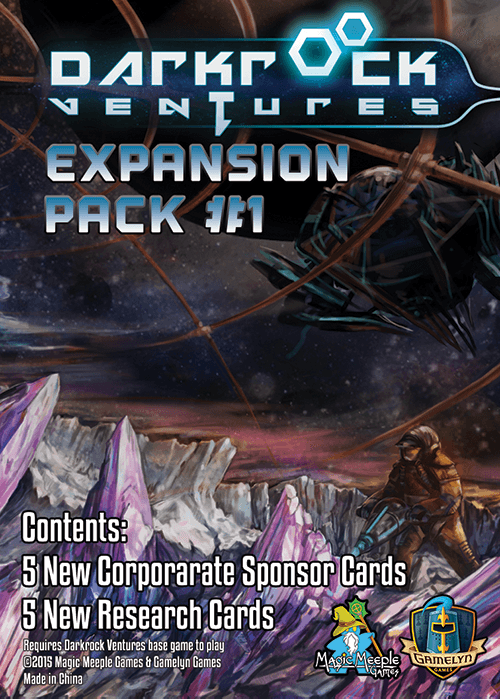 DARKROCK
VENTURES
EXPANSION
PACK #1
Contents:
5 New Corporarate Sponsor Cards
5 New Research Cards
Requires Darkrock Ventures base game to play
©2015 Magic Meeple Games & Gamelyn Games
Made in China
Magic Meeple
Games
GAMELYN
GAMES